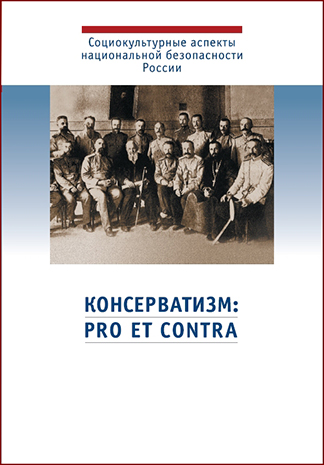 Социокультурные аспекты
национальной безопасности
России
КОНСЕРВАТИЗМ:
PRO ET CONTRA